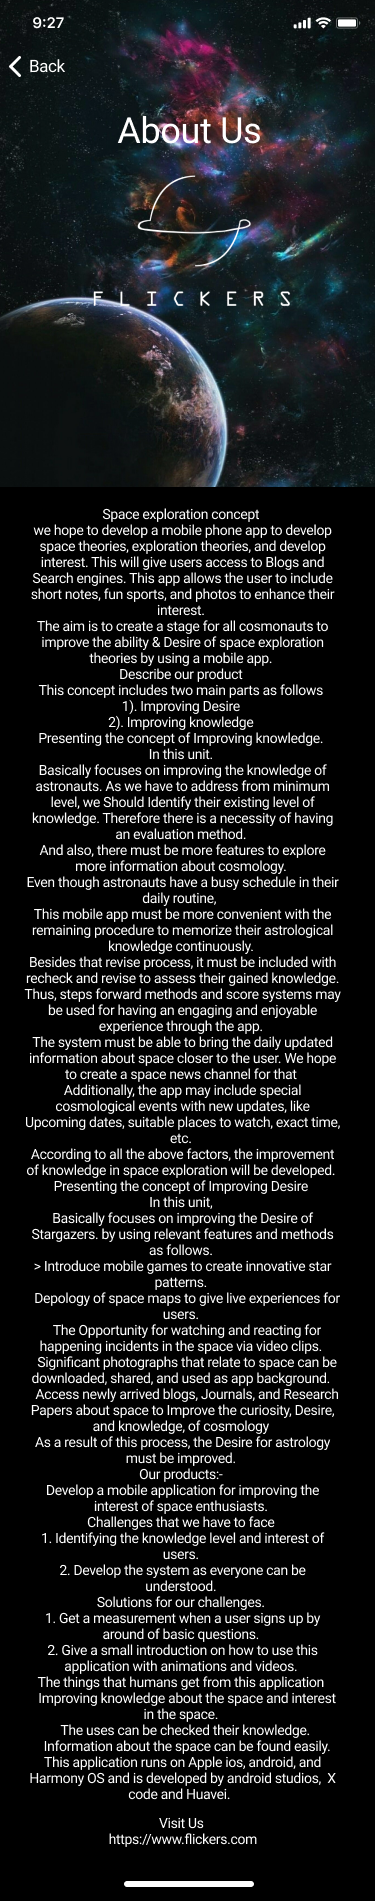 9:27
Back
About Us
FLICKERS
Space exploration concept
we hope to develop a mobile phone app to develop
space theories, exploration theories, and develop
interest. This will give users access to Blogs and
Search engines. This app allows the user to include
short notes, fun sports, and photos to enhance their
interest.
The aim is to create a stage for all cosmonauts to
improve the ability & Desire of space exploration
theories by using a mobile app.
Describe our product
This concept includes two main parts as follows
1). Improving Desire
2). Improving knowledge
Presenting the concept of Improving knowledge.
In this unit.
Basically focuses on improving the knowledge of
astronauts. As we have to address from minimum
level, we Should Identify their existing level of
knowledge. Therefore there is a necessity of having
an evaluation method.
And also, there must be more features to explore
more information about cosmology.
Even though astronauts have a busy schedule in their
daily routine,
This mobile app must be more convenient with the
remaining procedure to memorize their astrological
knowledge continuously.
Besides that revise process, it must be included with
recheck and revise to assess their gained knowledge.
Thus, steps forward methods and score systems may
be used for having an engaging and enjoyable
experience through the app.
The system must be able to bring the daily updated
information about space closer to the user. We hope
to create a space news channel for that
Additionally, the app may include special
cosmological events with new updates, like
Upcoming dates, suitable places to watch, exact time,
etc.
According to all the above factors, the improvement
of knowledge in space exploration will be developed.
Presenting the concept of Improving Desire
In this unit,
Basically focuses on improving the Desire of
Stargazers. by using relevant features and methods
as follows.
> Introduce mobile games to create innovative star
patterns.
Depology of space maps to give live experiences for
users.
The Opportunity for watching and reacting for
happening incidents in the space via video clips.
Significant photographs that relate to space can be
downloaded, shared, and used as app background.
Access newly arrived blogs, Journals, and Research
Papers about space to Improve the curiosity, Desire,
and knowledge, of cosmology
As a result of this process, the Desire for astrology
must be improved.
Our products:-
Develop a mobile application for improving the
interest of space enthusiasts.
Challenges that we have to face
1. Identifying the knowledge level and interest of
users.
2. Develop the system as everyone can be
understood.
Solutions for our challenges.
1. Get a measurement when a user signs up by
around of basic questions.
2. Give a small introduction on how to use this
application with animations and videos.
The things that humans get from this application
Improving knowledge about the space and interest
in the space.
The uses can be checked their knowledge.
Information about the space can be found easily.
This application runs on Apple ios, android, and
Harmony OS and is developed by android studios, X
code and Huavei.
Visit Us
https://www.flickers.com